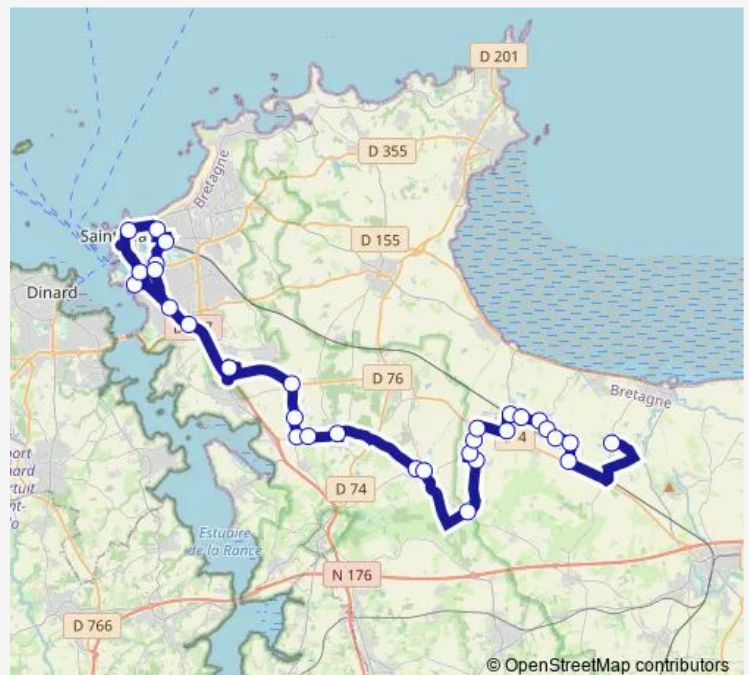 D 201
Bretagne
D 355
D 155
Dinard
D 76
Bretagne
4
D 74
Estuaire
de la Rance
N 176
D 766
© OpenStreetMap contributors